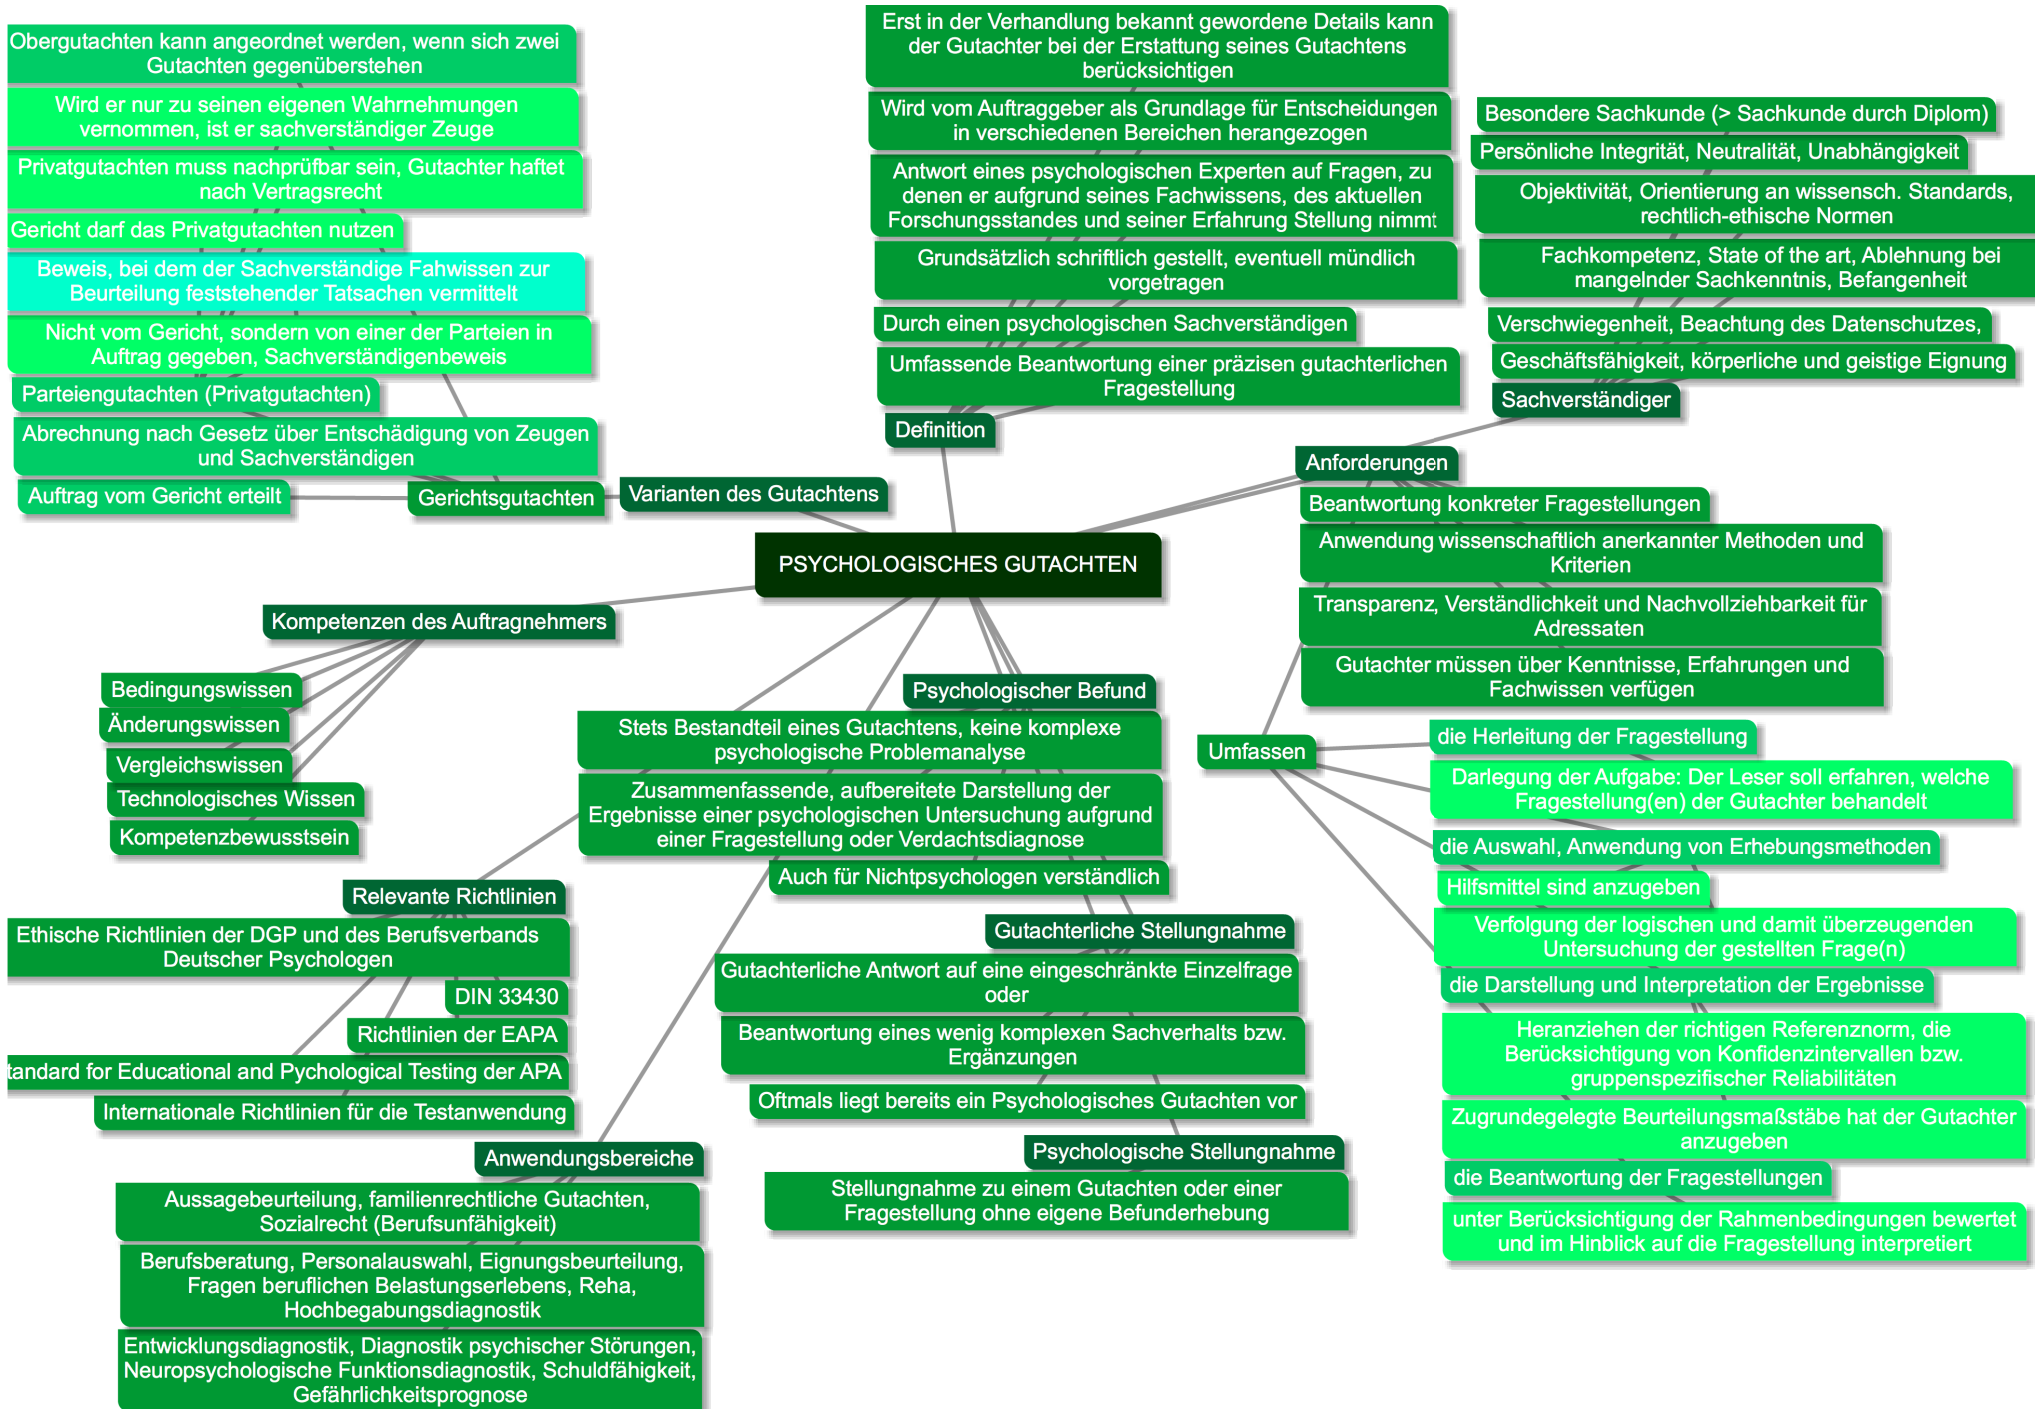 Obergutachten kann angeordnet werden, wenn sich zwei
Gutachten gegenüberstehen
Wird er nur zu seinen eigenen Wahrnehmungen
vernommen, ist er sachverständiger Zeuge
Privatgutachten muss nachprüfbar sein, Gutachter haftet
nach Vertragsrecht
Gericht darf das Privatgutachten nutzen
Beweis, bei dem der Sachverständige Fahwissen zur
Beurteilung feststehender Tatsachen vermittelt
Nicht vom Gericht, sondern von einer der Parteien in
Auftrag gegeben, Sachverständigenbeweis
Parteiengutachten (Privatgutachten)
Abrechnung nach Gesetz über Entschädigung von Zeugen
und Sachverständigen
Auftrag vom Gericht erteilt
Gerichtsgutachten
Varianten des Gutachtens
Erst in der Verhandlung bekannt gewordene Details kann
der Gutachter bei der Erstattung seines Gutachtens
berücksichtigen
Wird vom Auftraggeber als Grundlage für Entscheidungen
in verschiedenen Bereichen herangezogen
Antwort eines psychologischen Experten auf Fragen, zu
denen er aufgrund seines Fachwissens, des aktuellen
Forschungsstandes und seiner Erfahrung Stellung nimmt
Grundsätzlich schriftlich gestellt, eventuell mündlich
vorgetragen
Durch einen psychologischen Sachverständigen
Umfassende Beantwortung einer präzisen gutachterlichen
Fragestellung
Definition
Besondere Sachkunde (> Sachkunde durch Diplom)
Persönliche Integrität, Neutralität, Unabhängigkeit
Objektivität, Orientierung an wissensch. Standards,
rechtlich-ethische Normen
Fachkompetenz, State of the art, Ablehnung bei
mangelnder Sachkenntnis, Befangenheit
Verschwiegenheit, Beachtung des Datenschutzes,
Geschäftsfähigkeit, körperliche und geistige Eignung
Sachverständiger
Anforderungen
Beantwortung konkreter Fragestellungen
Anwendung wissenschaftlich anerkannter Methoden und
Kriterien
Transparenz, Verständlichkeit und Nachvollziehbarkeit für
Adressaten
Gutachter müssen über Kenntnisse, Erfahrungen und
Fachwissen verfügen
PSYCHOLOGISCHES GUTACHTEN
Kompetenzen des Auftragnehmers
Bedingungswissen
Änderungswissen
Vergleichswissen
Technologisches Wissen
Kompetenzbewusstsein
Psychologischer Befund
Stets Bestandteil eines Gutachtens, keine komplexe
psychologische Problemanalyse
Zusammenfassende, aufbereitete Darstellung der
Ergebnisse einer psychologischen Untersuchung aufgrund
einer Fragestellung oder Verdachtsdiagnose
Auch für Nichtpsychologen verständlich
Umfassen
die Herleitung der Fragestellung
Darlegung der Aufgabe: Der Leser soll erfahren, welche
Fragestellung(en) der Gutachter behandelt
die Auswahl, Anwendung von Erhebungsmethoden
Hilfsmittel sind anzugeben
Verfolgung der logischen und damit überzeugenden
Untersuchung der gestellten Frage(n)
die Darstellung und Interpretation der Ergebnisse
Heranziehen der richtigen Referenznorm, die
Berücksichtigung von Konfidenzintervallen bzw.
gruppenspezifischer Reliabilitäten
Zugrundegelegte Beurteilungsmaßstäbe hat der Gutachter
anzugeben
die Beantwortung der Fragestellungen
unter Berücksichtigung der Rahmenbedingungen bewertet
und im Hinblick auf die Fragestellung interpretiert
Relevante Richtlinien
Ethische Richtlinien der DGP und des Berufsverbands
Deutscher Psychologen
DIN 33430
Richtlinien der EAPA
tandard for Educational and Pychological Testing der APA
Internationale Richtlinien für die Testanwendung
Gutachterliche Stellungnahme
Gutachterliche Antwort auf eine eingeschränkte Einzelfrage
oder
Beantwortung eines wenig komplexen Sachverhalts bzw.
Ergänzungen
Oftmals liegt bereits ein Psychologisches Gutachten vor
Psychologische Stellungnahme
Stellungnahme zu einem Gutachten oder einer
Fragestellung ohne eigene Befunderhebung
Anwendungsbereiche
Aussagebeurteilung, familienrechtliche Gutachten,
Sozialrecht (Berufsunfähigkeit)
Berufsberatung, Personalauswahl, Eignungsbeurteilung,
Fragen beruflichen Belastungserlebens, Reha,
Hochbegabungsdiagnostik
Entwicklungsdiagnostik, Diagnostik psychischer Störungen,
Neuropsychologische Funktionsdiagnostik, Schuldfähigkeit,
Gefährlichkeitsprognose